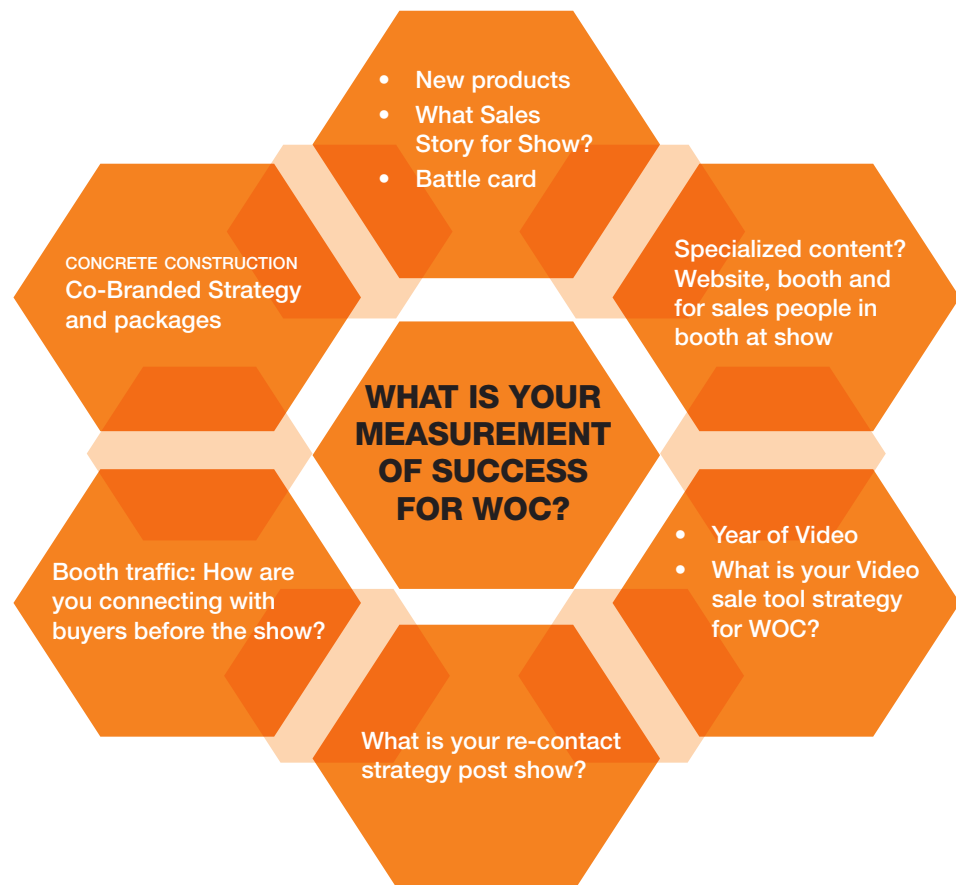 • New products
• What Sales
Story for Show?
• Battle card
Specialized content?
Website, booth and
for sales people in
booth at show
• Year of Video
• What is your Video
sale tool strategy
for WOC?
What is your re-contact
strategy post show?
Booth traffic: How are
you connecting with
buyers before the show?
CONCRETE CONSTRUCTION
Co-Branded Strategy
and packages
WHAT IS YOUR
MEASUREMENT
OF SUCCESS
FOR WOC?